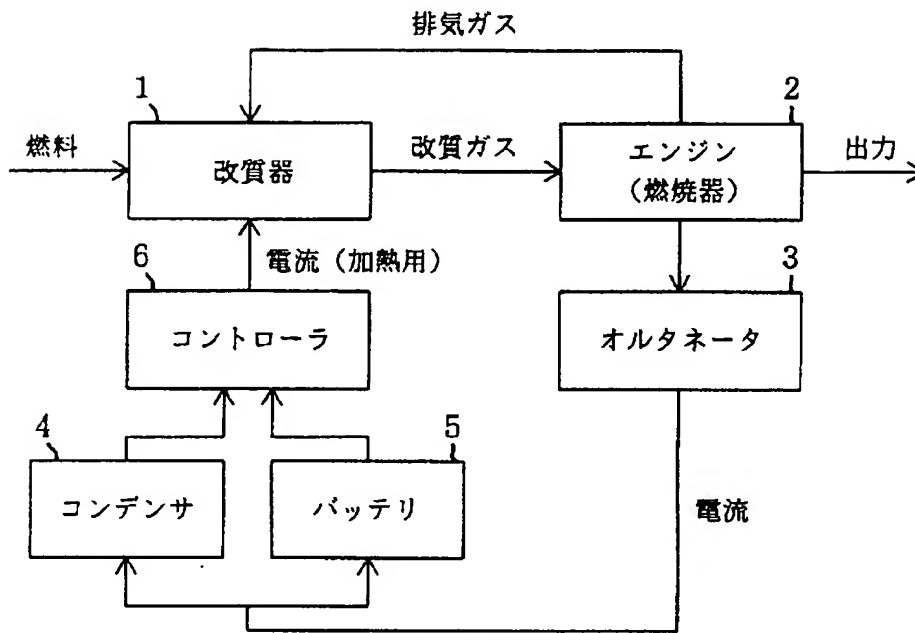 排気ガス
1
2
燃料
改質器
改質ガス
エンジン
(燃焼器)
出力
電流(加熱用)
6
3
コントローラ
オルタネータ
4
5
コンデンサ
バッテリ
電流